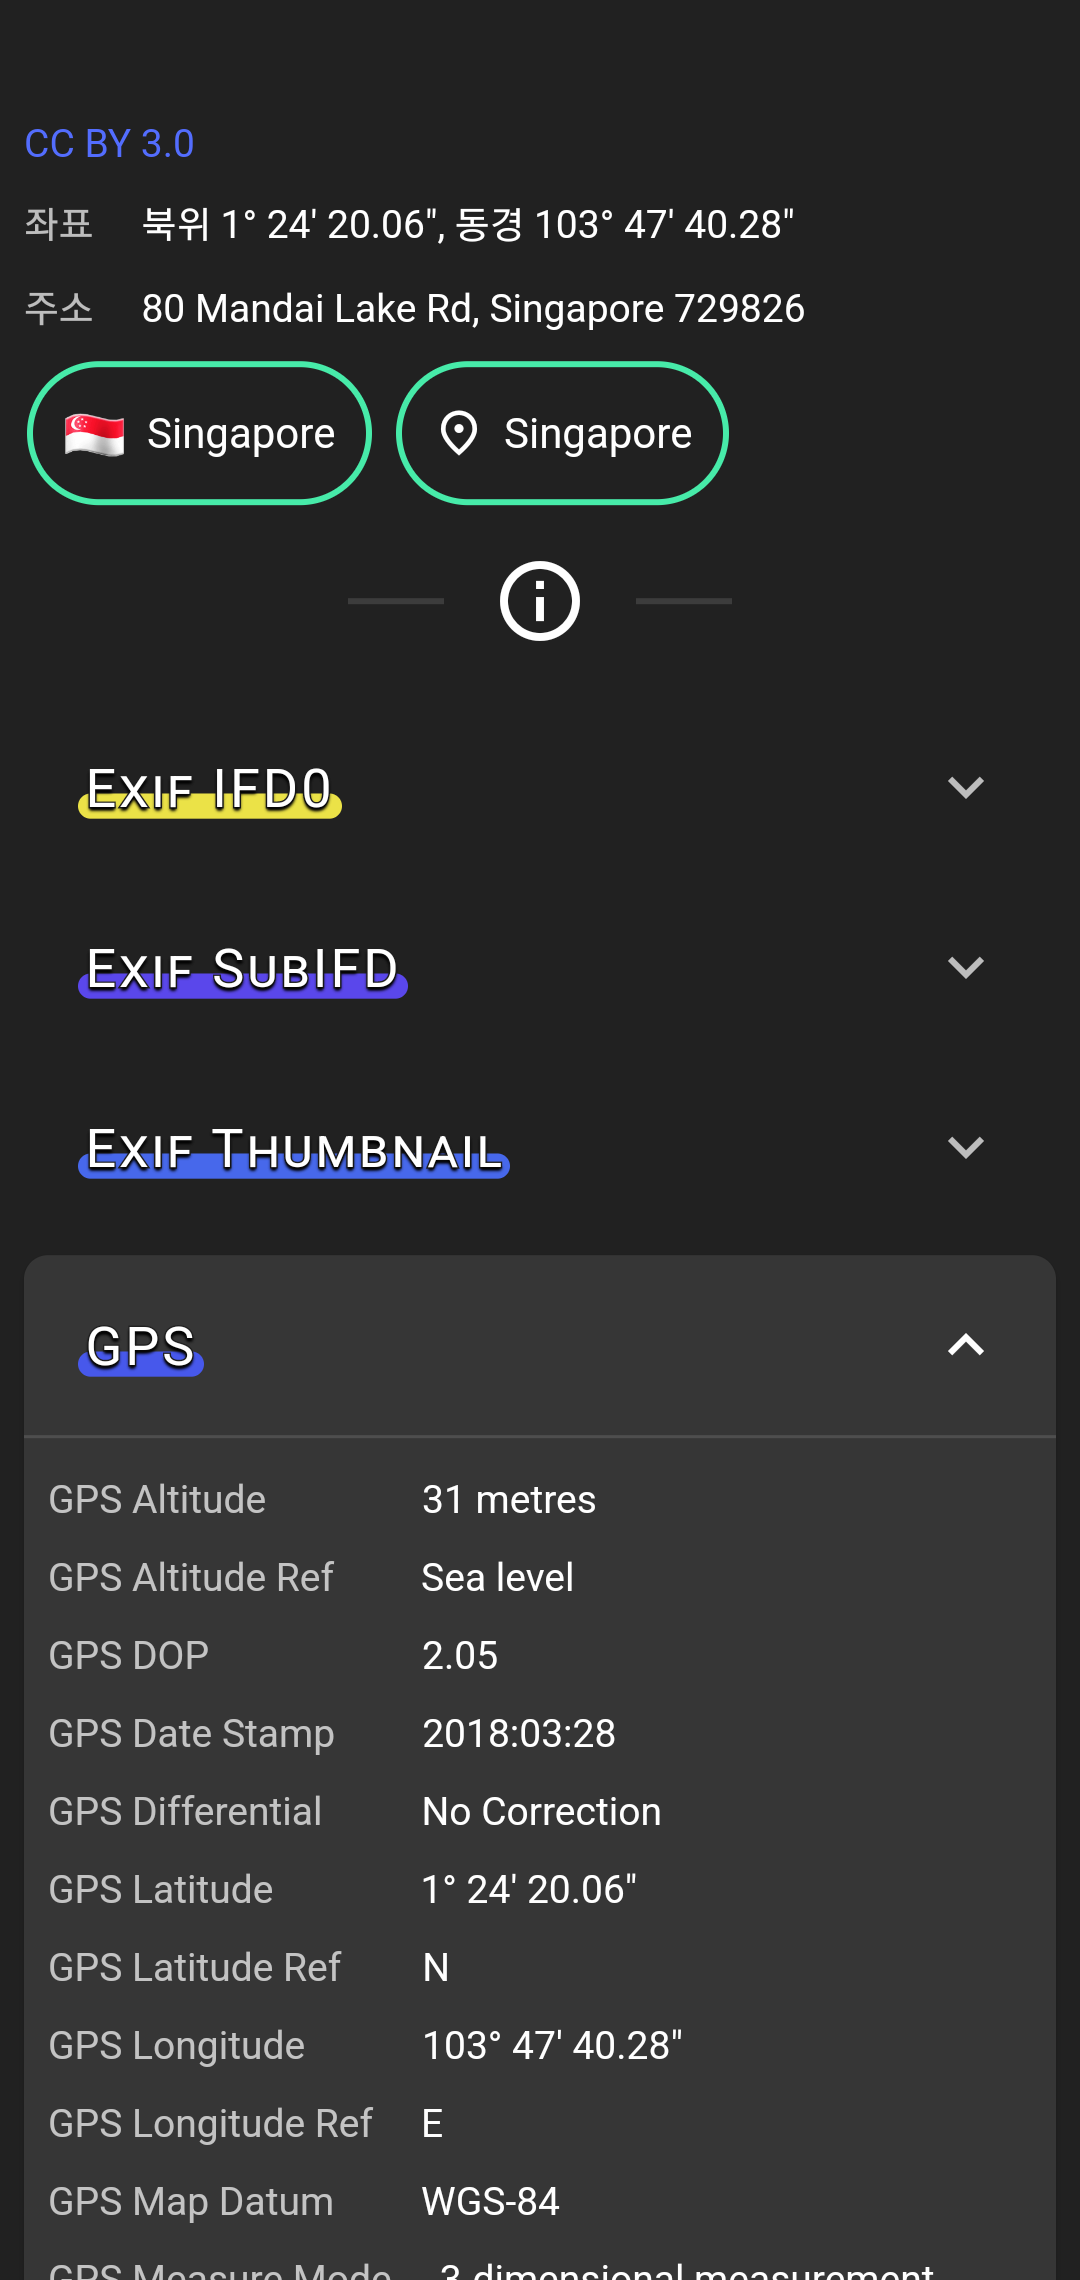 CC BY 3.0
좌표 북위 1° 24' 20.06", 동경 103° 47' 40.28"
주소 80 Mandai Lake Rd, Singapore 729826
Singapore Singapore
Exif IFD0
Exif SubIFD
Exif Thumbnail
GPS
GPS Altitude 31 metres
GPS Altitude Ref Sea level
GPS DOP 2.05
GPS Date Stamp 2018:03:28
GPS Differential No Correction
GPS Latitude 1° 24' 20.06"
GPS Latitude Ref N
GPS Longitude 103° 47' 40.28"
GPS Longitude Ref E
GPS Map Datum WGS-84
GPS Measure Mode 3 dimensional measurement